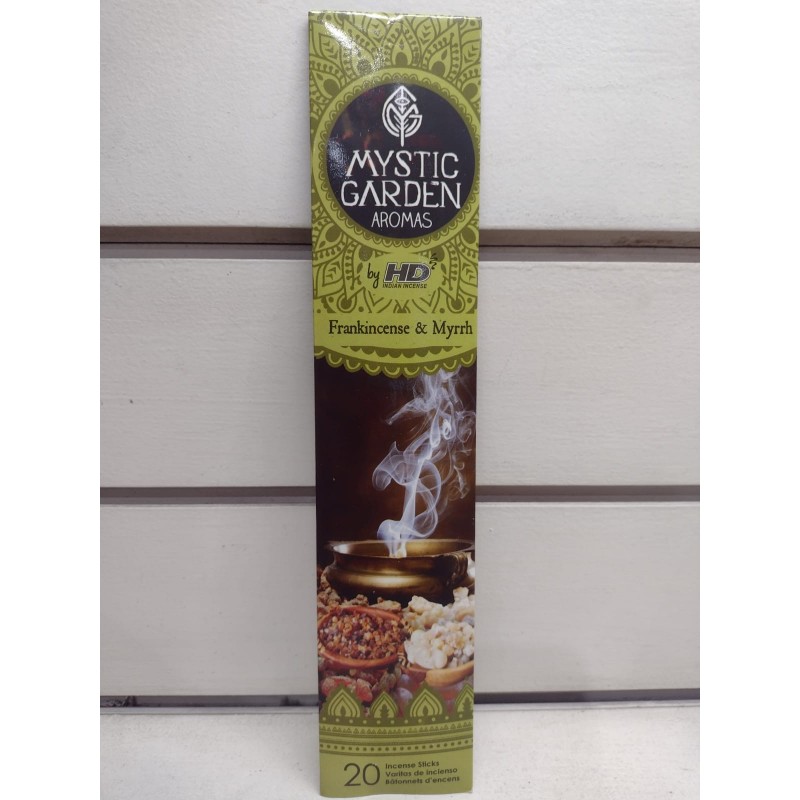 MYSTIC
GARDEN
AROMAS
by HD
INDIAN INCENSE
Frankincense & Myrrh
20 Incense Sticks
Varitas de incienso
Bâtonnets d'encens